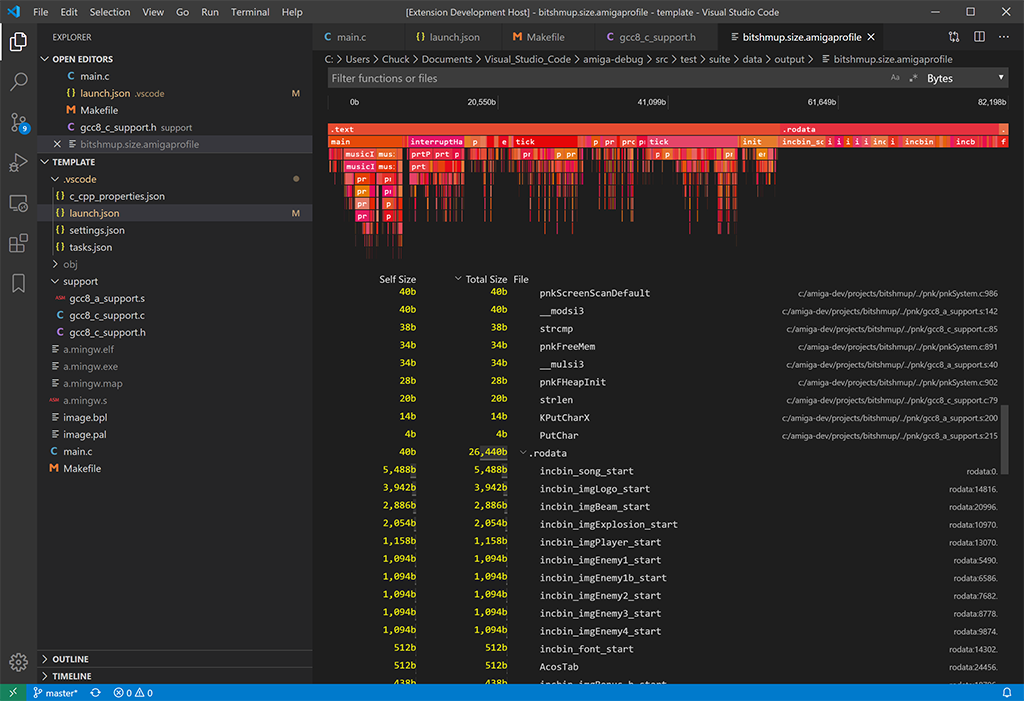 File Edit Selection View Go Run Terminal Help
[Extension Development Host] - bitshmup.size.amigaprofile - template - Visual Studio Code
EXPLORER
OPEN EDITORS
main.c
launch.json .vscode M
Makefile
gcc8_c_support.h support
bitshmup.size.amigaprofile
TEMPLATE
.vscode
c_cpp_properties.json
launch.json M
settings.json
tasks.json
obj
support
gcc8_a_support.s
gcc8_c_support.c
gcc8_c_support.h
a.mingw.elf
a.mingw.exe
a.mingw.map
a.mingw.s
image.bpl
image.pal
main.c
Makefile
OUTLINE
TIMELINE
main.c launch.json Makefile gcc8_c_support.h bitshmup.size.amigaprofile
C: > Users > Chuck > Documents > Visual_Studio_Code > amiga-debug > src > test > suite > data > output > bitshmup.size.amigaprofile
Filter functions or files Aa .* Bytes
0b 20,550b 41,099b 61,649b 82,198b
.text .rodata
main interruptHa p e tick p pr prc p tick init incbin_sc i i i i i inc i incbin incb f
musicI mus: prtP prt p pr p pr p p pr er
musicI mus: prt
pr p
pr p
pr p
pr p
Self Size Total Size File
40b 40b pnkScreenScanDefault c:/amiga-dev/projects/bitshmup/../pnk/pnkSystem.c:986
40b 40b __modsi3 c:/amiga-dev/projects/bitshmup/../pnk/gcc8_a_support.s:142
38b 38b strcmp c:/amiga-dev/projects/bitshmup/../pnk/gcc8_c_support.c:85
34b 34b pnkFreeMem c:/amiga-dev/projects/bitshmup/../pnk/pnkSystem.c:891
34b 34b __mulsi3 c:/amiga-dev/projects/bitshmup/../pnk/gcc8_a_support.s:40
28b 28b pnkFHeapInit c:/amiga-dev/projects/bitshmup/../pnk/pnkSystem.c:902
20b 20b strlen c:/amiga-dev/projects/bitshmup/../pnk/gcc8_c_support.c:79
14b 14b KPutCharX c:/amiga-dev/projects/bitshmup/../pnk/gcc8_a_support.s:200
4b 4b PutChar c:/amiga-dev/projects/bitshmup/../pnk/gcc8_a_support.s:215
40b 26,440b .rodata
5,488b 5,488b incbin_song_start rodata:0.
3,942b 3,942b incbin_imgLogo_start rodata:14816.
2,886b 2,886b incbin_imgBeam_start rodata:20996.
2,054b 2,054b incbin_imgExplosion_start rodata:10970.
1,158b 1,158b incbin_imgPlayer_start rodata:13070.
1,094b 1,094b incbin_imgEnemy1_start rodata:5490.
1,094b 1,094b incbin_imgEnemy1b_start rodata:6586.
1,094b 1,094b incbin_imgEnemy2_start rodata:7682.
1,094b 1,094b incbin_imgEnemy3_start rodata:8778.
1,094b 1,094b incbin_imgEnemy4_start rodata:9874.
512b 512b incbin_font_start rodata:14302.
512b 512b AcosTab rodata:24456.
438b 438b
9
master* 0 0